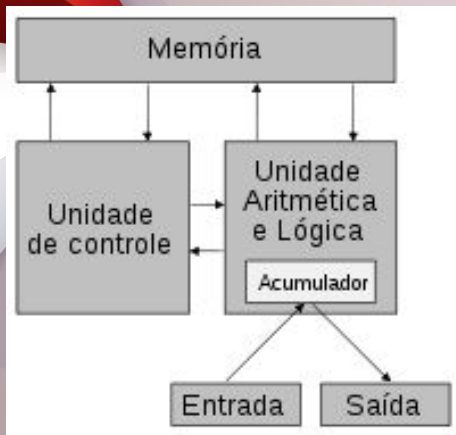 Memória
Unidade
de controle
Unidade
Aritmética
e Lógica
Acumulador
Entrada
Saída